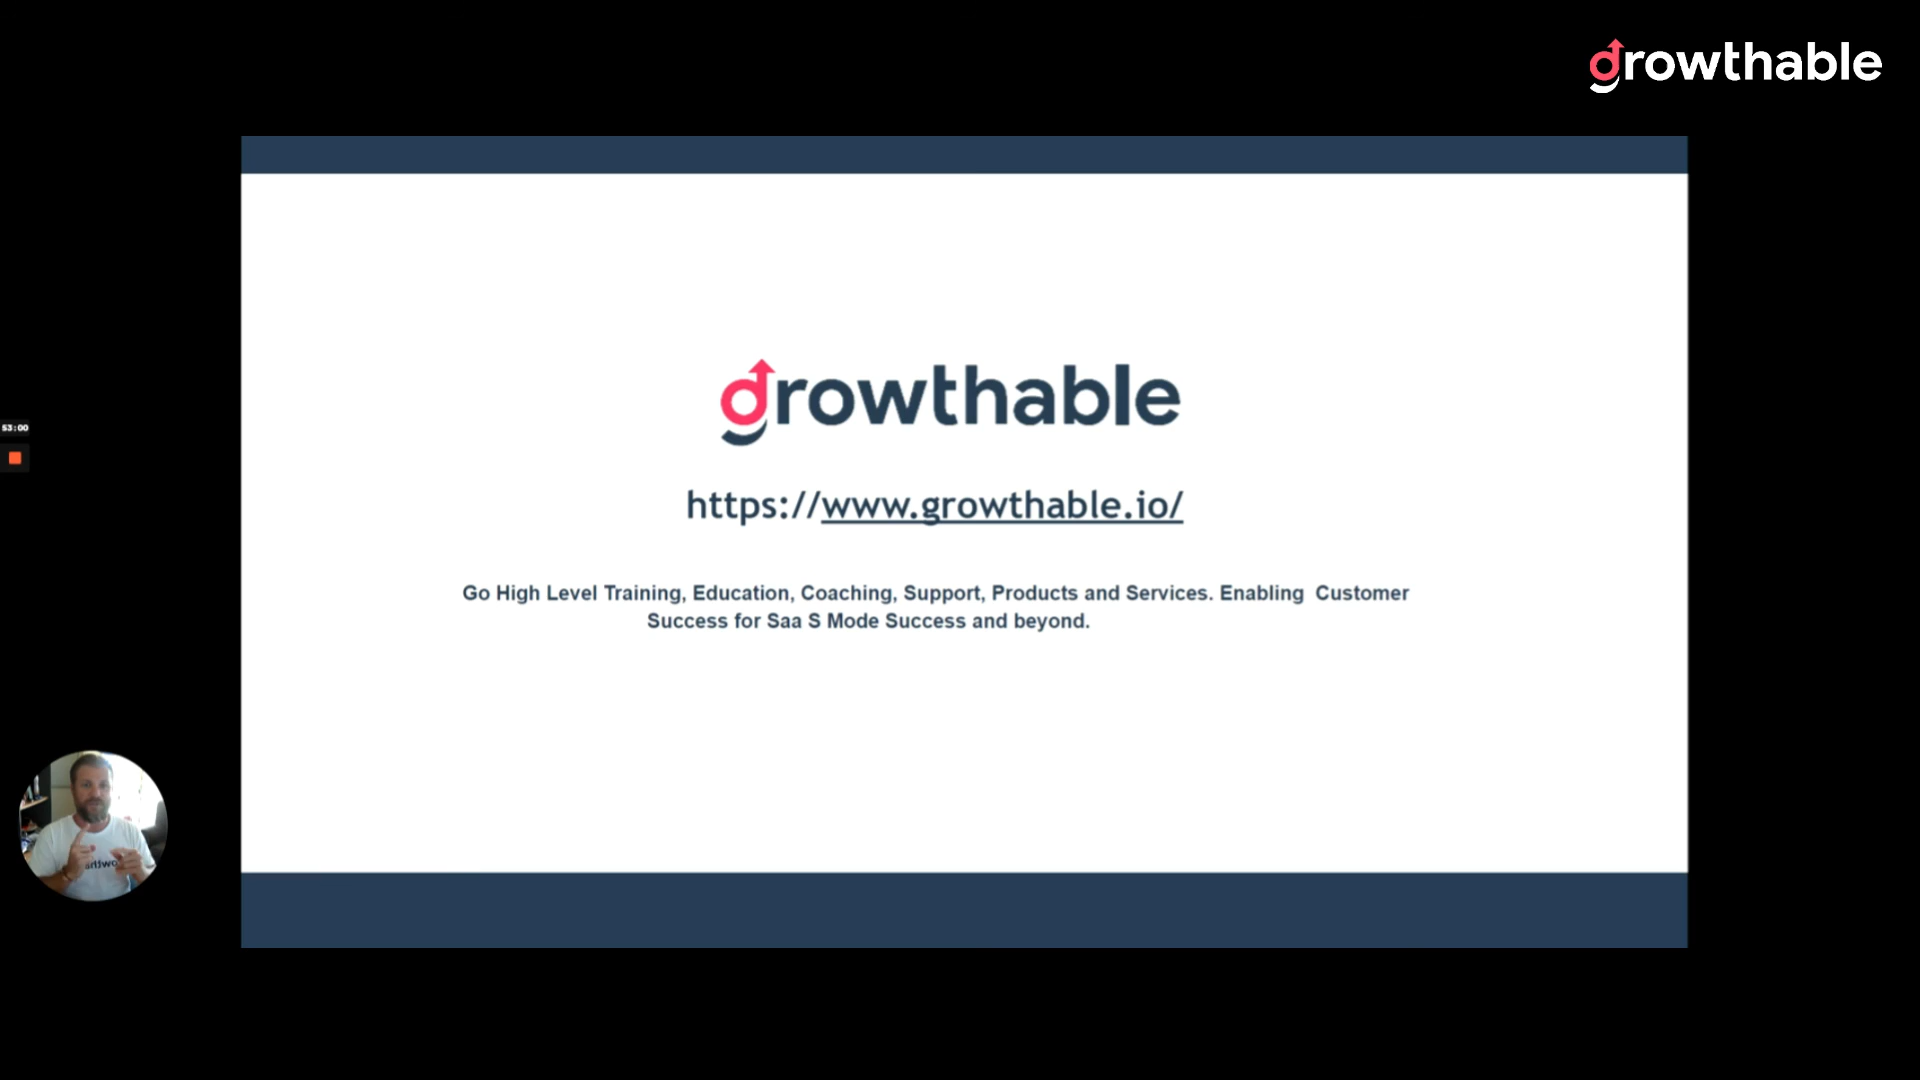 growthable
growthable
53:00
https://www.growthable.io/
Go High Level Training, Education, Coaching, Support, Products and Services. Enabling  Customer
Success for Saa S Mode Success and beyond.